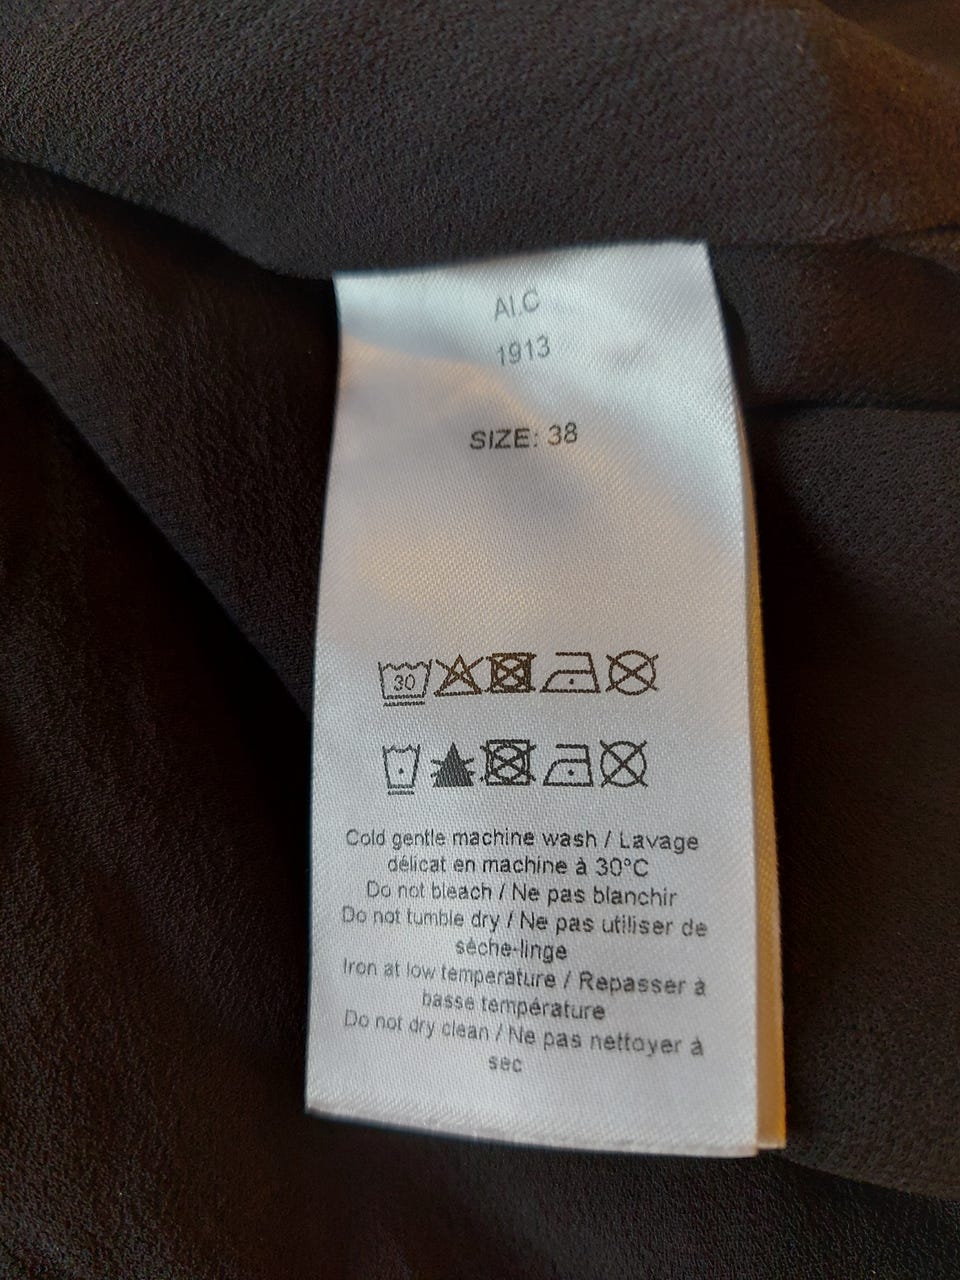 AI.C
1913
SIZE: 38
30
Cold gentle machine wash / Lavage
délicat en machine à 30°C
Do not bleach / Ne pas blanchir
Do not tumble dry / Ne pas utiliser de
sèche-linge
Iron at low temperature / Repasser à
basse température
Do not dry clean / Ne pas nettoyer à
sec